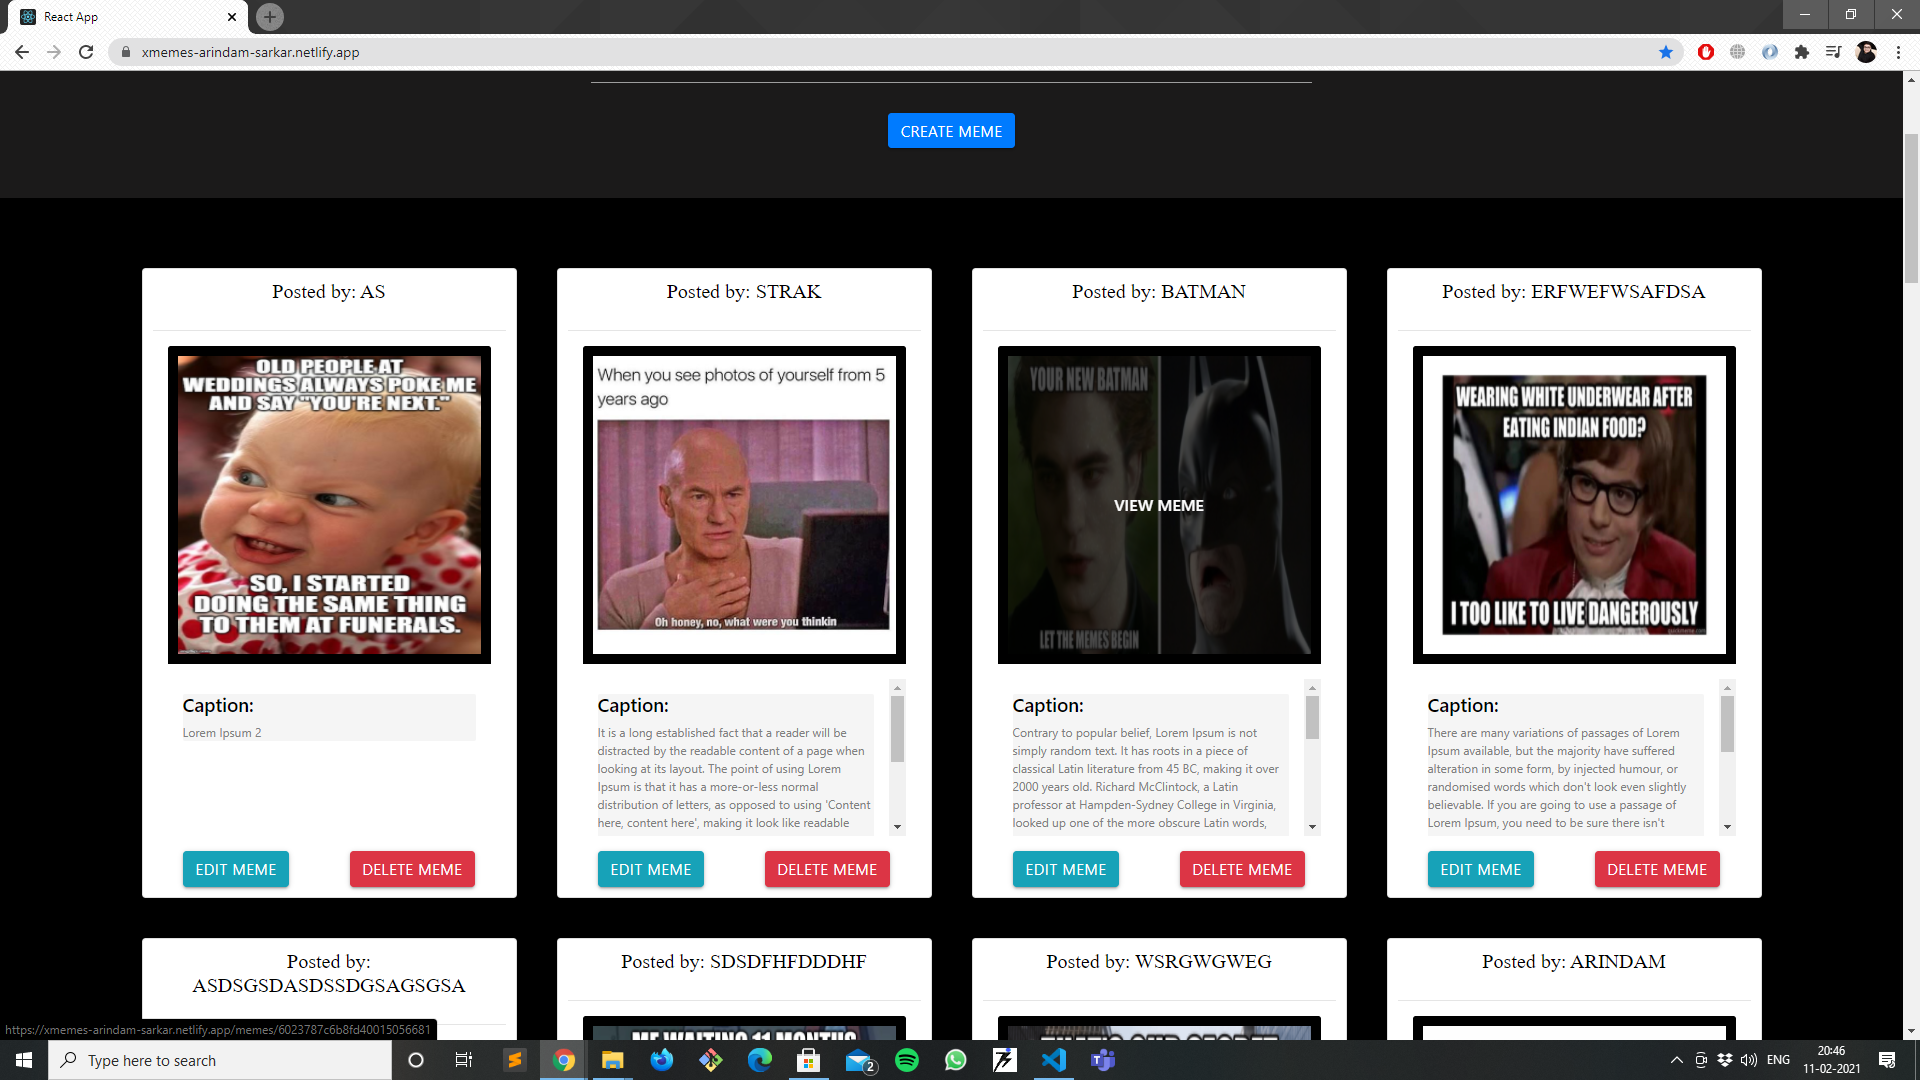 React App
xmemes-arindam-sarkar.netlify.app
CREATE MEME
Posted by: AS
OLD PEOPLE AT
WEDDINGS ALWAYS POKE ME
AND SAY "YOU'RE NEXT."
SO, I STARTED
DOING THE SAME THING
TO THEM AT FUNERALS.
Caption:
Lorem Ipsum 2
EDIT MEME
DELETE MEME
Posted by: STRAK
When you see photos of yourself from 5
years ago
Oh honey, no, what were you thinkin
Caption:
It is a long established fact that a reader will be
distracted by the readable content of a page when
looking at its layout. The point of using Lorem
Ipsum is that it has a more-or-less normal
distribution of letters, as opposed to using 'Content
here, content here', making it look like readable
EDIT MEME
DELETE MEME
Posted by: BATMAN
YOUR NEW BATMAN
VIEW MEME
LET THE MEMES BEGIN
Caption:
Contrary to popular belief, Lorem Ipsum is not
simply random text. It has roots in a piece of
classical Latin literature from 45 BC, making it over
2000 years old. Richard McClintock, a Latin
professor at Hampden-Sydney College in Virginia,
looked up one of the more obscure Latin words,
EDIT MEME
DELETE MEME
Posted by: ERFWEFWSAFDSA
WEARING WHITE UNDERWEAR AFTER
EATING INDIAN FOOD?
I TOO LIKE TO LIVE DANGEROUSLY
Caption:
There are many variations of passages of Lorem
Ipsum available, but the majority have suffered
alteration in some form, by injected humour, or
randomised words which don't look even slightly
believable. If you are going to use a passage of
Lorem Ipsum, you need to be sure there isn't
EDIT MEME
DELETE MEME
Posted by:
ASDSGSDASDSSDGSAGSGSA
Posted by: SDSDFHFDDDHF
ME WAITING 11 MONTHS
Posted by: WSRGWGWEG
THAT'S OUR SECRET
Posted by: ARINDAM
https://xmemes-arindam-sarkar.netlify.app/memes/6023787c6b8fd40015056681
Type here to search
2
ENG
20:46
11-02-2021